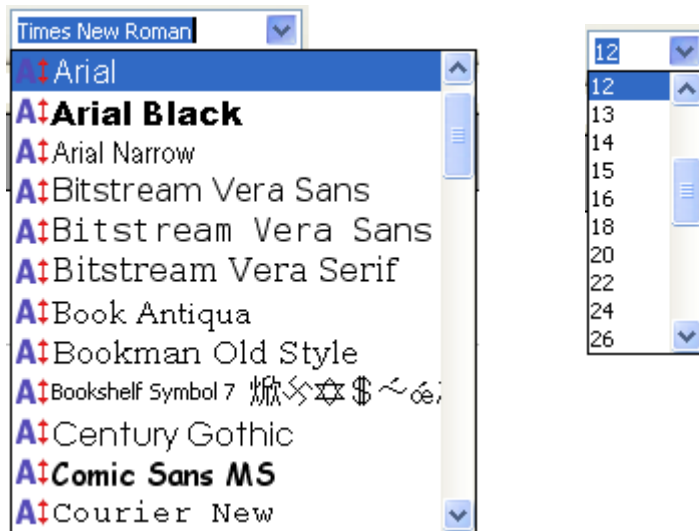 Times New Roman
Arial
Arial Black
Arial Narrow
Bitstream Vera Sans
Bitstream Vera Sans
Bitstream Vera Serif
Book Antiqua
Bookman Old Style
Bookshelf Symbol 7
Century Gothic
Comic Sans MS
Courier New
12
12
13
14
15
16
18
20
22
24
26